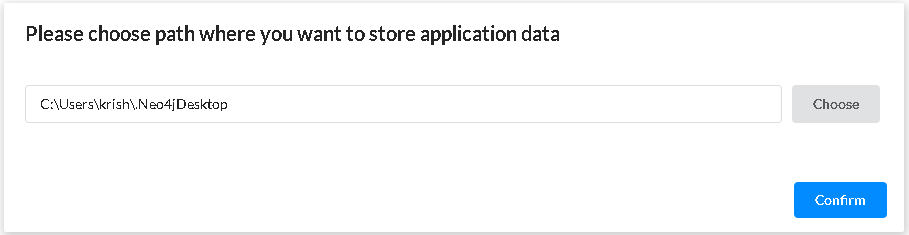 Please choose path where you want to store application data
C:\Users\krish\.Neo4jDesktop
Choose
Confirm